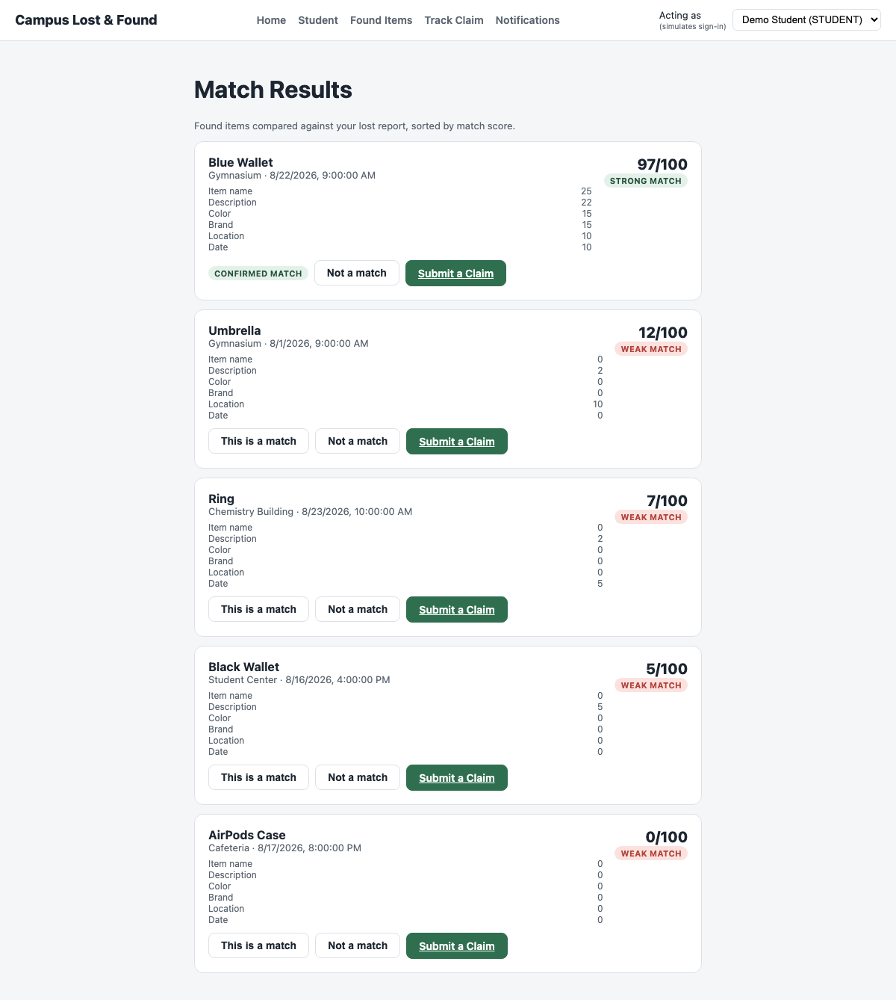 Campus Lost & Found
Home Student Found Items Track Claim Notifications
Acting as
(simulates sign-in)
Demo Student (STUDENT)
Match Results
Found items compared against your lost report, sorted by match score.
Blue Wallet
Gymnasium · 8/22/2026, 9:00:00 AM
97/100
STRONG MATCH
Item name 25
Description 22
Color 15
Brand 15
Location 10
Date 10
CONFIRMED MATCH Not a match Submit a Claim
Umbrella
Gymnasium · 8/1/2026, 9:00:00 AM
12/100
WEAK MATCH
Item name 0
Description 2
Color 0
Brand 0
Location 10
Date 0
This is a match Not a match Submit a Claim
Ring
Chemistry Building · 8/23/2026, 10:00:00 AM
7/100
WEAK MATCH
Item name 0
Description 2
Color 0
Brand 0
Location 0
Date 5
This is a match Not a match Submit a Claim
Black Wallet
Student Center · 8/16/2026, 4:00:00 PM
5/100
WEAK MATCH
Item name 0
Description 5
Color 0
Brand 0
Location 0
Date 0
This is a match Not a match Submit a Claim
AirPods Case
Cafeteria · 8/17/2026, 8:00:00 PM
0/100
WEAK MATCH
Item name 0
Description 0
Color 0
Brand 0
Location 0
Date 0
This is a match Not a match Submit a Claim